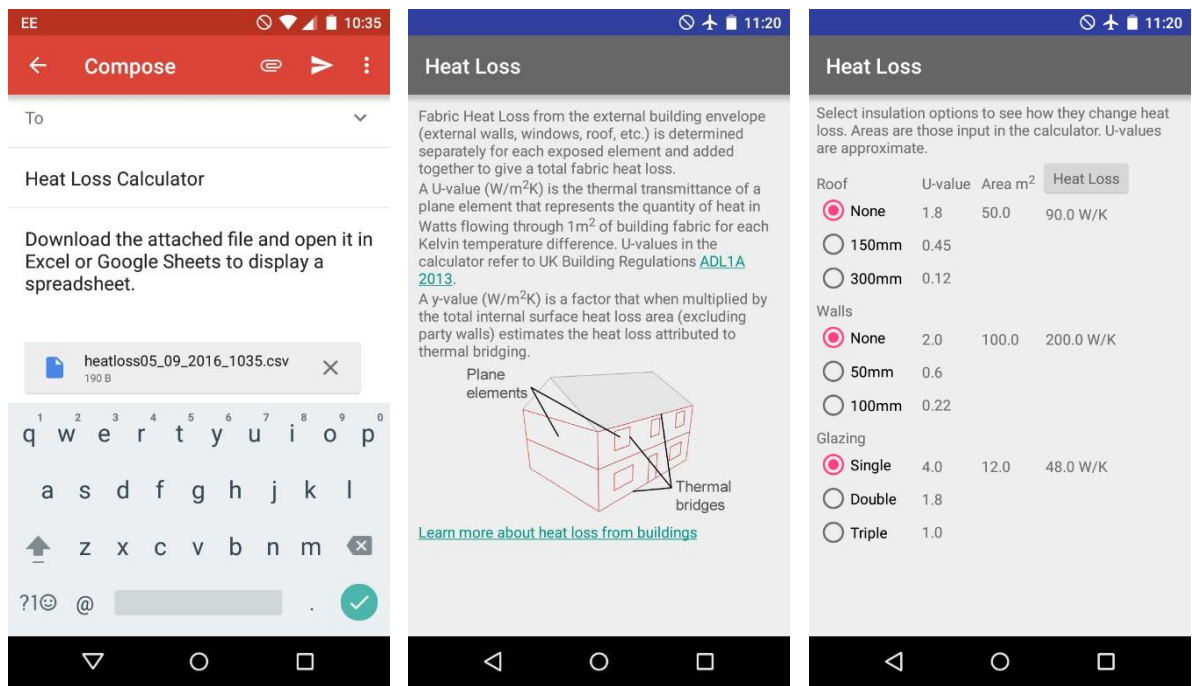 EE
10:35
Compose
To
Heat Loss Calculator
Download the attached file and open it in
Excel or Google Sheets to display a
spreadsheet.
heatloss05_09_2016_1035.csv
190 B
1 2 3 4 5 6 7 8 9 0
q w e r t y u i o p
a s d f g h j k l
z x c v b n m
?1☺ @ .
11:20
Heat Loss
Fabric Heat Loss from the external building envelope
(external walls, windows, roof, etc.) is determined
separately for each exposed element and added
together to give a total fabric heat loss.
A U-value (W/m²K) is the thermal transmittance of a
plane element that represents the quantity of heat in
Watts flowing through 1m² of building fabric for each
Kelvin temperature difference. U-values in the
calculator refer to UK Building Regulations ADL1A
2013.
A y-value (W/m²K) is a factor that when multiplied by
the total internal surface heat loss area (excluding
party walls) estimates the heat loss attributed to
thermal bridging.
Plane
elements
Thermal
bridges
Learn more about heat loss from buildings
11:20
Heat Loss
Select insulation options to see how they change heat
loss. Areas are those input in the calculator. U-values
are approximate.
Roof U-value Area m² Heat Loss
None 1.8 50.0 90.0 W/K
150mm 0.45
300mm 0.12
Walls
None 2.0 100.0 200.0 W/K
50mm 0.6
100mm 0.22
Glazing
Single 4.0 12.0 48.0 W/K
Double 1.8
Triple 1.0